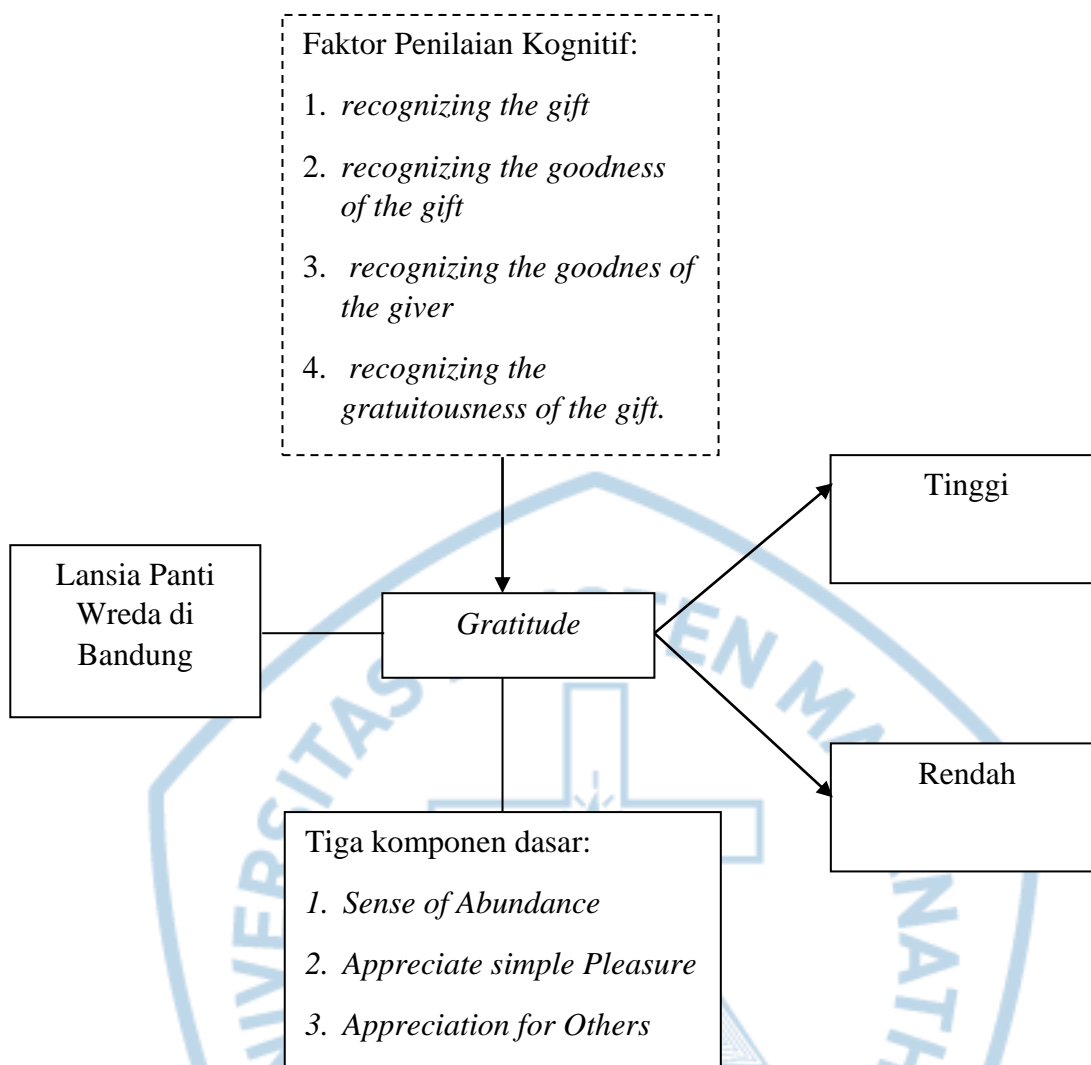 Faktor Penilaian Kognitif:
1. recognizing the gift
2. recognizing the goodness
of the gift
3. recognizing the goodnes of
the giver
4. recognizing the
gratuitousness of the gift.
Tinggi
Lansia Panti
Wreda di
Bandung
Gratitude
Rendah
Tiga komponen dasar:
1. Sense of Abundance
2. Appreciate simple Pleasure
3. Appreciation for Others